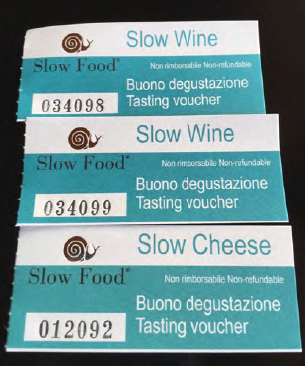 Slow Wine
Slow Food®
Non rimborsabile Non-refundable
Buono degustazione
034098
Tasting voucher
Slow Wine
Slow Food®
Non rimborsabile Non-refundable
Buono degustazione
034099
Tasting voucher
Slow Cheese
Slow Food®
Non rimborsabile Non-refundable
Buono degustazione
012092
Tasting voucher